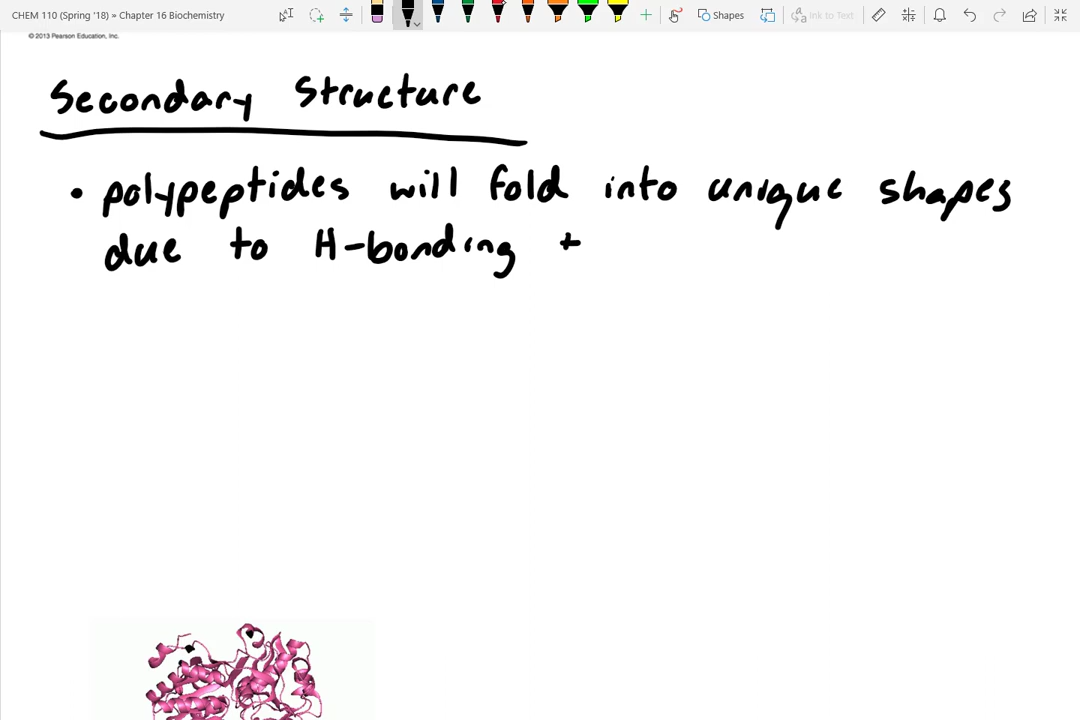 CHEM 110 (Spring '18) » Chapter 16 Biochemistry
Shapes
Ink to Text
© 2013 Pearson Education, Inc.
Secondary Structure
• polypeptides will fold into unique shapes
due to H-bonding +